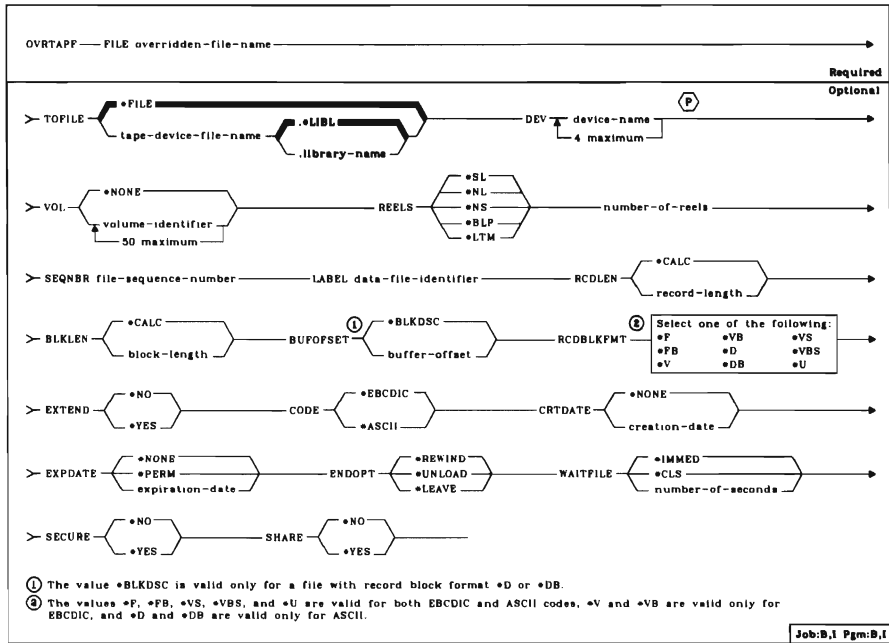 OVRTAPF FILE overridden-file-name
Required
Optional
*FILE
P
TOFILE .*LIBL DEV device-name
tape-device-file-name 4 maximum
.library-name
*SL
*NONE *NL
VOL REELS *NS number-of-reels
volume-identifier *BLP
50 maximum *LTM
*CALC
SEQNBR file-sequence-number LABEL data-file-identifier RCDLEN
record-length
*CALC 1 *BLKDSC 2 Select one of the following:
BLKLEN BUFOFSET RCDBLKFMT *F *VB *VS
block-length buffer-offset *FB *D *VBS
*V *DB *U
*NO *EBCDIC *NONE
EXTEND CODE CRTDATE
*YES *ASCII creation-date
*NONE *REWIND *IMMED
EXPDATE *PERM ENDOPT *UNLOAD WAITFILE *CLS
expiration-date *LEAVE number-of-seconds
*NO *NO
SECURE SHARE
*YES *YES
1 The value *BLKDSC is valid only for a file with record block format *D or *DB.
2 The values *F, *FB, *VS, *VBS, and *U are valid for both EBCDIC and ASCII codes, *V and *VB are valid only for
EBCDIC, and *D and *DB are valid only for ASCII.
Job:B,I Pgm:B,I